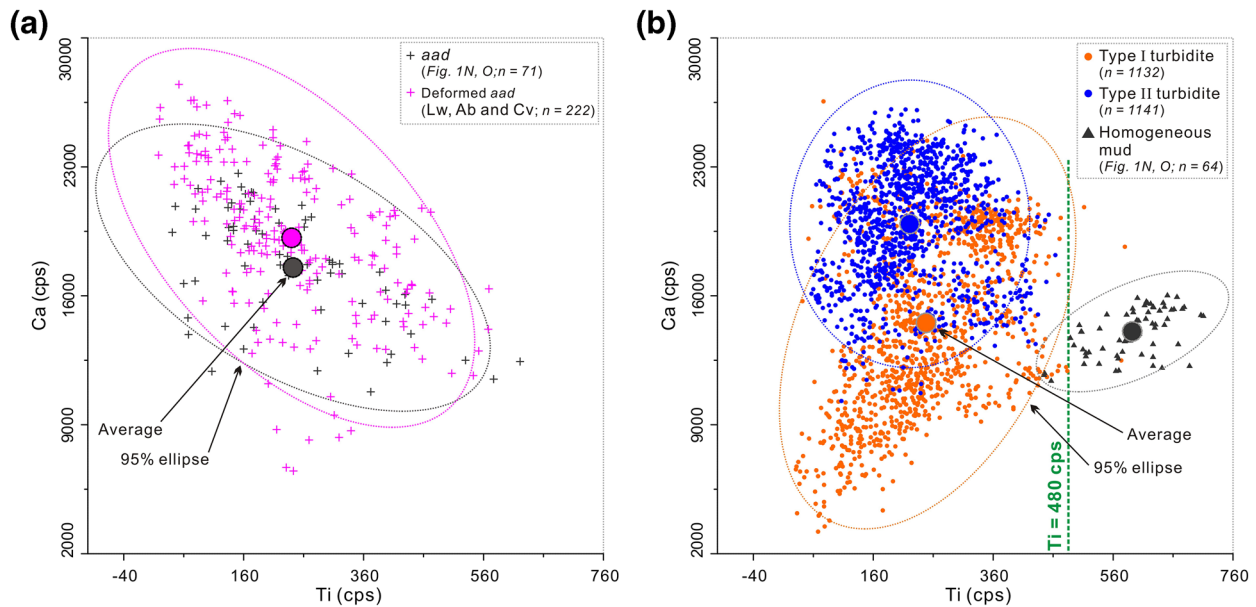 (a)
30000
23000
16000
9000
2000
Ca (cps)
-40
160
360
560
760
Ti (cps)
+ aad
(Fig. 1N, O;n = 71)
+ Deformed aad
(Lw, Ab and Cv; n = 222)
Average
95% ellipse
(b)
30000
23000
16000
9000
2000
Ca (cps)
-40
160
360
560
760
Ti (cps)
Type I turbidite
(n = 1132)
Type II turbidite
(n = 1141)
Homogeneous
mud
(Fig. 1N, O; n = 64)
Average
95% ellipse
Ti = 480 cps